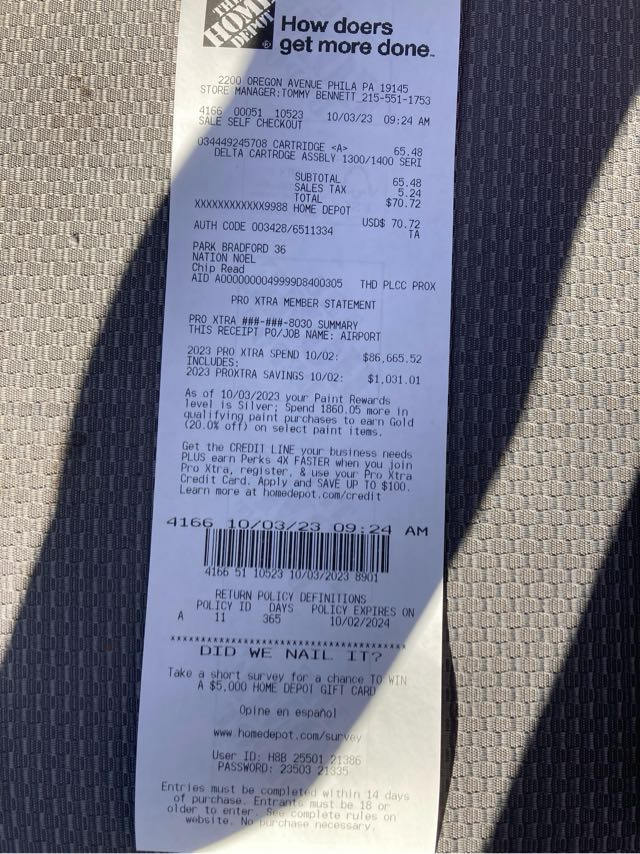 THE HOME DEPOT
How doers
get more done.
2200 OREGON AVENUE PHILA PA 19145
STORE MANAGER:TOMMY BENNETT 215-551-1753
4166 00051 10523 10/03/23 09:24 AM
SALE SELF CHECKOUT
034449245708 CARTRIDGE <A> 65.48
DELTA CARTRDGE ASSBLY 1300/1400 SERI
SUBTOTAL 65.48
SALES TAX 5.24
TOTAL $70.72
XXXXXXXXXXXX9988 HOME DEPOT
USD$ 70.72
AUTH CODE 003428/6511334 TA
PARK BRADFORD 36
NATION NOEL
Chip Read
AID A0000000049999D8400305 THD PLCC PROX
PRO XTRA MEMBER STATEMENT
PRO XTRA ###-###-8030 SUMMARY
THIS RECEIPT PO/JOB NAME: AIRPORT
2023 PRO XTRA SPEND 10/02: $86,665.52
INCLUDES:
2023 PROXTRA SAVINGS 10/02: $1,031.01
As of 10/03/2023 your Paint Rewards
level is Silver; Spend 1860.05 more in
qualifying paint purchases to earn Gold
(20.0% off) on select paint items.
Get the CREDIT LINE your business needs
PLUS earn Perks 4X FASTER when you join
Pro Xtra, register, & use your Pro Xtra
Credit Card. Apply and SAVE UP TO $100.
Learn more at homedepot.com/credit
4166 10/03/23 09:24 AM
4166 51 10523 10/03/2023 8901
RETURN POLICY DEFINITIONS
POLICY ID DAYS POLICY EXPIRES ON
A 11 365 10/02/2024
DID WE NAIL IT?
Take a short survey for a chance TO WIN
A $5,000 HOME DEPOT GIFT CARD
Opine en español
www.homedepot.com/survey
User ID: H8B 25501 21386
PASSWORD: 23503 21335
Entries must be completed within 14 days
of purchase. Entrants must be 18 or
older to enter. See complete rules on
website. No purchase necessary.